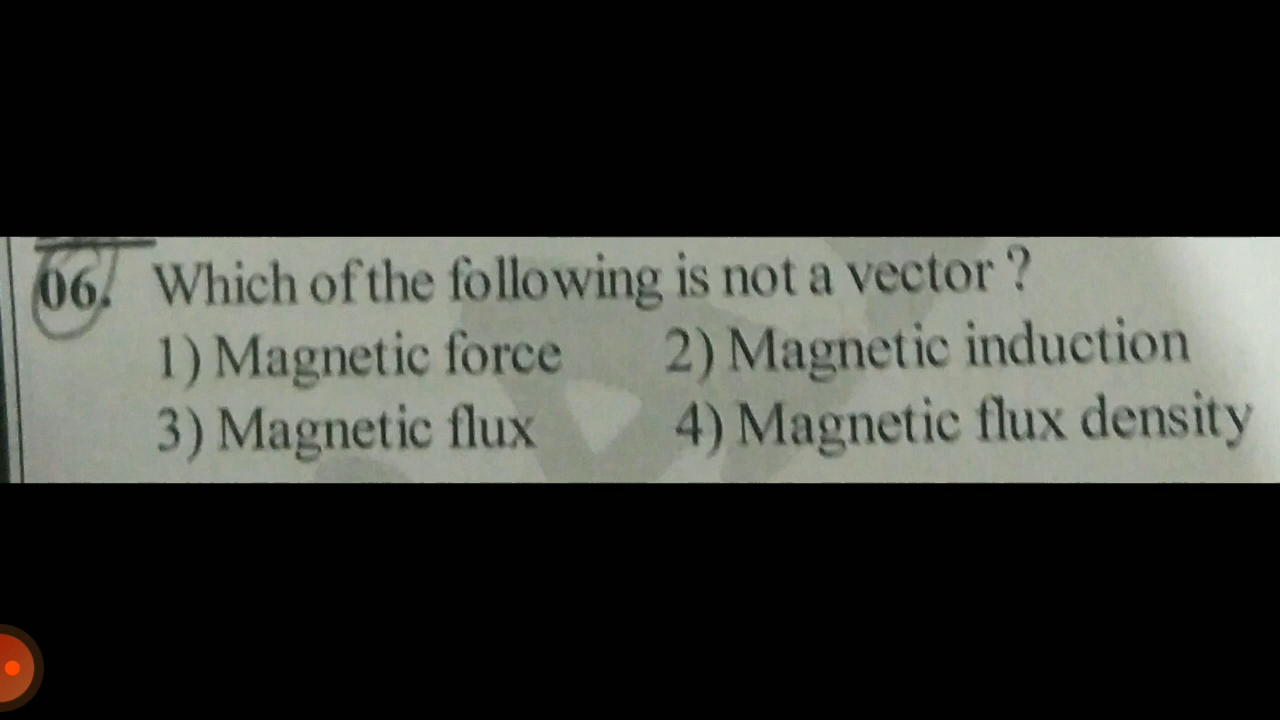 06. Which of the following is not a vector ?
1) Magnetic force 2) Magnetic induction
3) Magnetic flux 4) Magnetic flux density